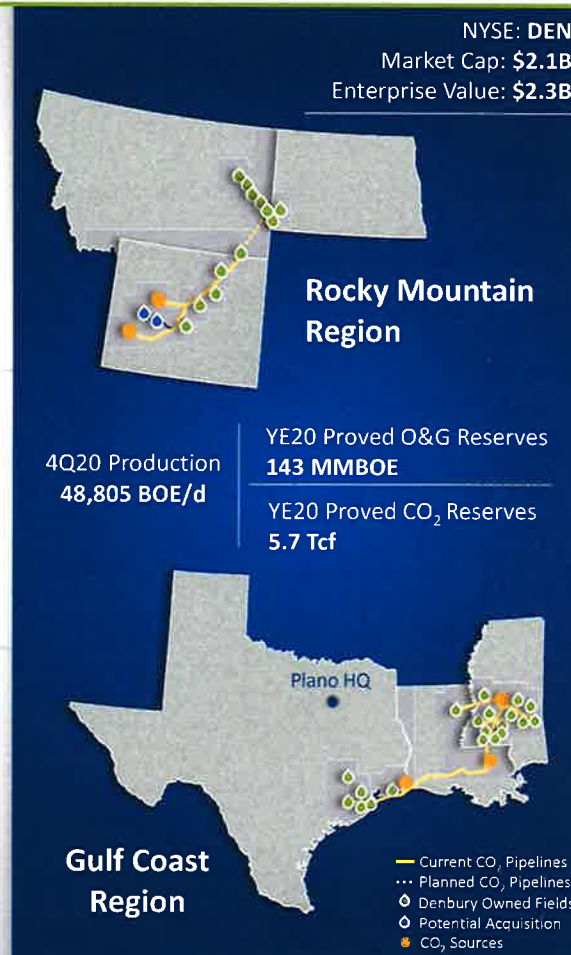 NYSE: DEN
Market Cap: $2.1B
Enterprise Value: $2.3B
Rocky Mountain
Region
4Q20 Production
48,805 BOE/d
YE20 Proved O&G Reserves
143 MMBOE
YE20 Proved CO₂ Reserves
5.7 Tcf
Plano HQ
Gulf Coast
Region
Current CO₂ Pipelines
Planned CO₂ Pipelines
Denbury Owned Fields
Potential Acquisition
CO₂ Sources